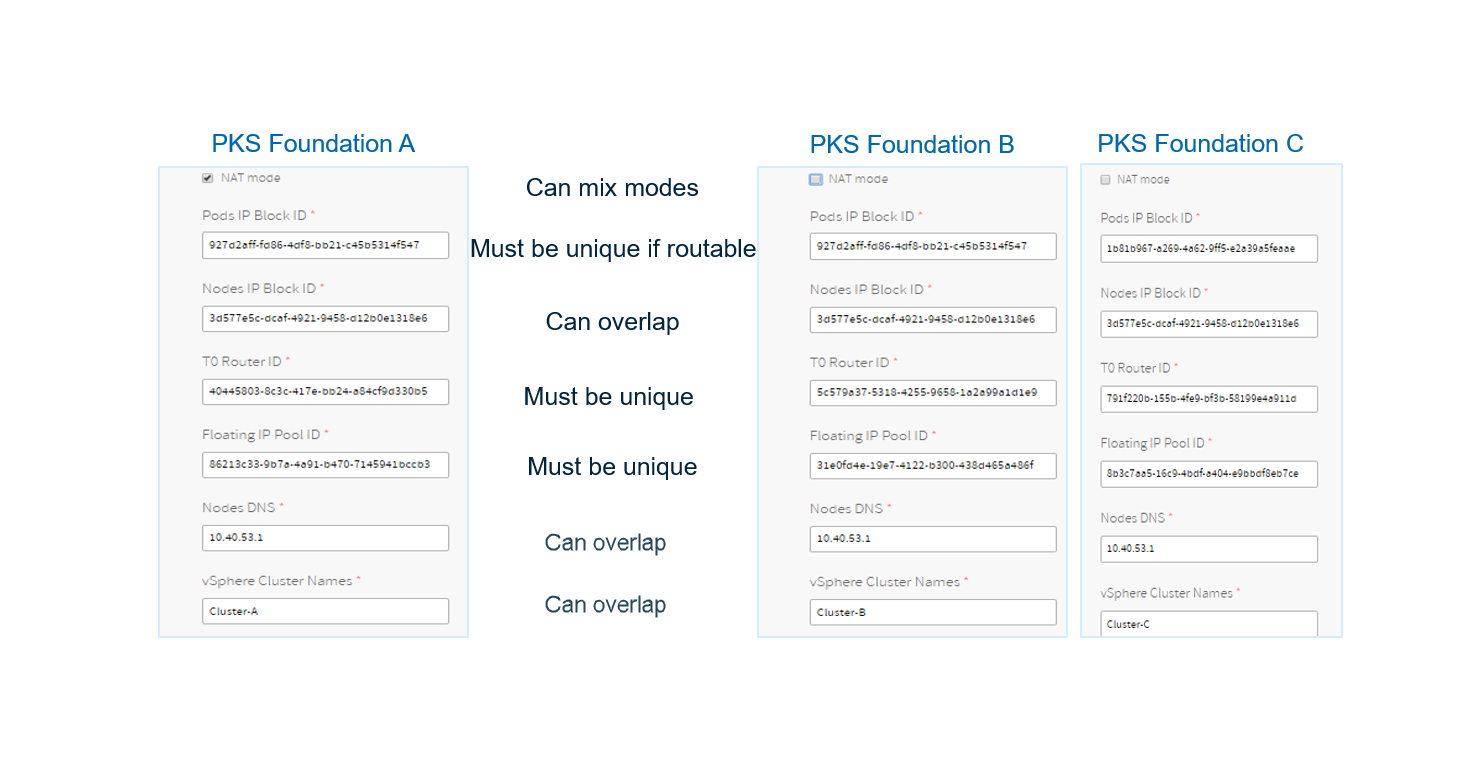 PKS Foundation A
NAT mode
Pods IP Block ID *
927d2aff-fd86-4df8-bb21-c45b5314f547
Nodes IP Block ID *
3d577e5c-dcaf-4921-9458-d12b0e1318e6
T0 Router ID *
40445803-8c3c-417e-bb24-a84cf9d330b5
Floating IP Pool ID *
86213c33-9b7a-4a91-b470-7145941bccb3
Nodes DNS *
10.40.53.1
vSphere Cluster Names *
Cluster-A
Can mix modes
Must be unique if routable
Can overlap
Must be unique
Must be unique
Can overlap
Can overlap
PKS Foundation B
NAT mode
Pods IP Block ID *
927d2aff-fd86-4df8-bb21-c45b5314f547
Nodes IP Block ID *
3d577e5c-dcaf-4921-9458-d12b0e1318e6
T0 Router ID *
5c579a37-5318-4255-9658-1a2a99a1d1e9
Floating IP Pool ID *
31e0fd4e-19e7-4122-b300-438d465a486f
Nodes DNS *
10.40.53.1
vSphere Cluster Names *
Cluster-B
PKS Foundation C
NAT mode
Pods IP Block ID *
1b81b967-a269-4a62-9ff5-e2a39a5feaae
Nodes IP Block ID *
3d577e5c-dcaf-4921-9458-d12b0e1318e6
T0 Router ID *
791f220b-155b-4fe9-bf3b-58199e4a911d
Floating IP Pool ID *
8b3c7aa5-16c9-4bdf-a404-e9bbdf8eb7ce
Nodes DNS *
10.40.53.1
vSphere Cluster Names *
Cluster-C